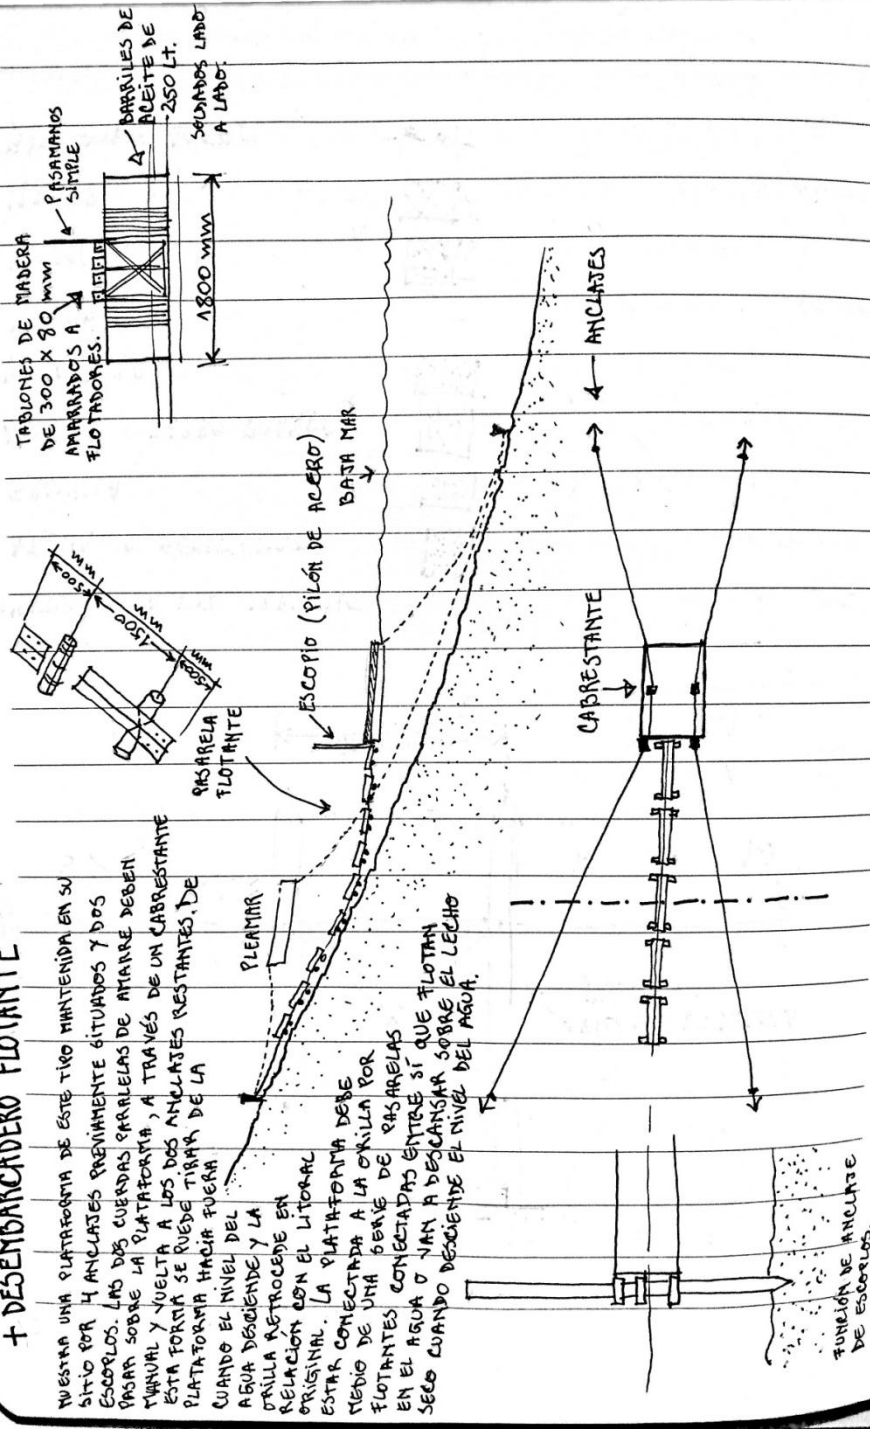 + DESEMBARCADERO FLOTANTE
MUESTRA UNA PLATAFORMA DE ESTE TIPO MANTENIDA EN SU
SITIO POR 4 ANCLAJES PREVIAMENTE SITUADOS Y DOS
ESCOPLOS. LAS DOS CUERDAS PARALELAS DE AMARRE DEBEN
PASAR SOBRE LA PLATAFORMA, A TRAVÉS DE UN CABRESTANTE
MANUAL Y VUELTA A LOS DOS ANCLAJES RESTANTES. DE
ESTA FORMA SE PUEDE TIRAR DE LA
PLATAFORMA HACIA FUERA
CUANDO EL NIVEL DEL
AGUA DESCIENDE Y LA
ORILLA RETROCEDE EN
RELACIÓN CON EL LITORAL
ORIGINAL. LA PLATAFORMA DEBE
ESTAR CONECTADA A LA ORILLA POR
MEDIO DE UNA SERIE DE PASARELAS
FLOTANTES CONECTADAS ENTRE SÍ QUE FLOTAN
EN EL AGUA O VAN A DESCANSAR SOBRE EL LECHO
SECO CUANDO DESCIENDE EL NIVEL DEL AGUA.
500
mm
1500
mm
500
mm
TABLONES DE MADERA
DE 300 X 80 mm
AMARRADOS A
FLOTADORES.
PASAMANOS
SIMPLE
BARRILES DE
ACEITE DE
250 LT.
SOLDADOS LADO
A LADO.
1800 mm
PASARELA
FLOTANTE
PLEAMAR
ESCOPIO (PILÓN DE ACERO)
BAJA MAR
CABRESTANTE
ANCLAJES
FUNCIÓN DE ANCLAJE
DE ESCOPLOS.